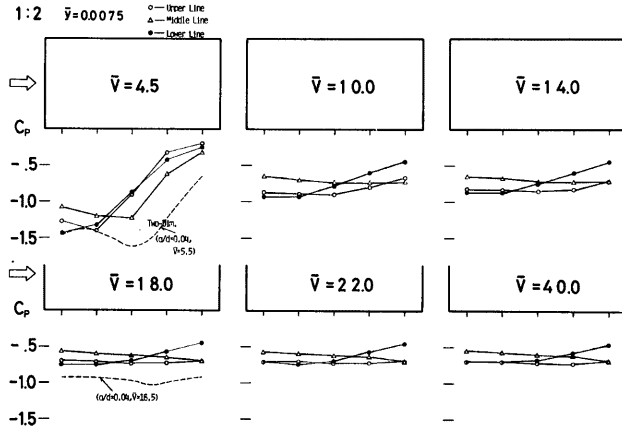 1:2 ȳ=0.0075
Upper Line
Middle Line
Lower Line
V̄=4.5
V̄=10.0
V̄=14.0
Cₚ
-.5
-1.0
-1.5
Two-Dim.
(a/d=0.04,
V̄=5.5)
V̄=18.0
V̄=22.0
V̄=40.0
Cₚ
-.5
-1.0
-1.5
(a/d=0.04,V̄=16.5)